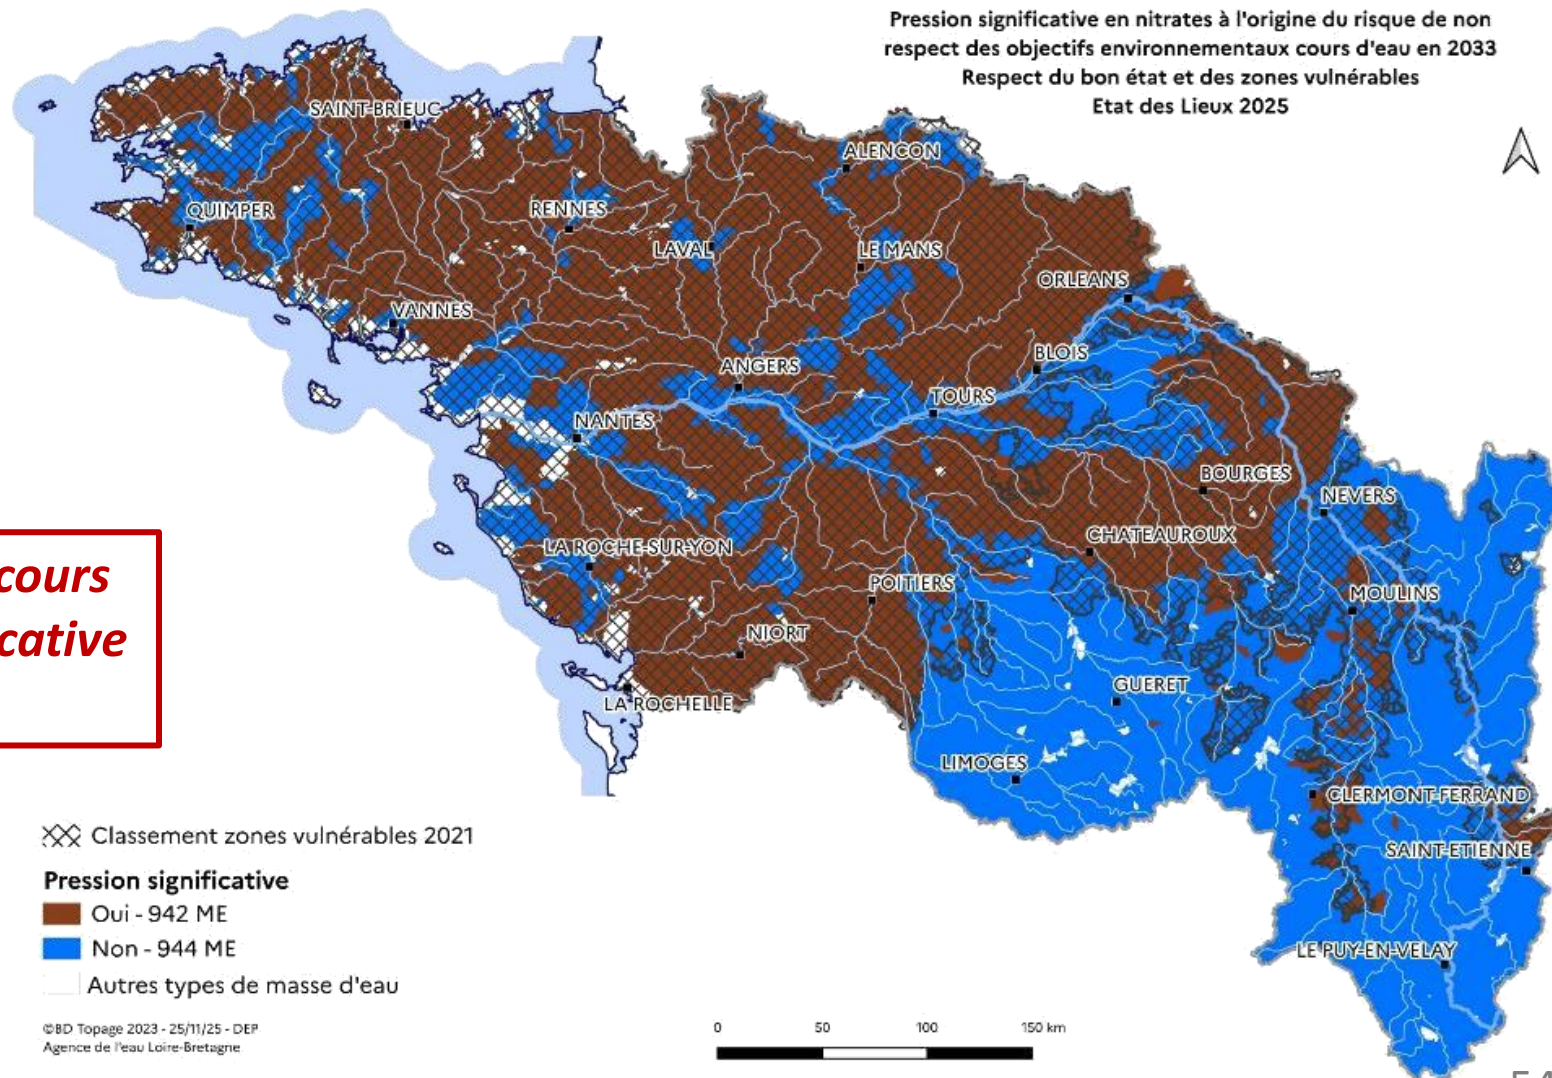 Pression significative en nitrates à l'origine du risque de non
respect des objectifs environnementaux cours d'eau en 2033
Respect du bon état et des zones vulnérables
Etat des Lieux 2025
SAINT-BRIEUC
ALENCON
QUIMPER
RENNES
LAVAL
LE MANS
ORLEANS
VANNES
BLOIS
ANGERS
TOURS
NANTES
BOURGES
NEVERS
LA ROCHE-SUR-YON
CHATEAUROUX
cours
cative
POITIERS
MOULINS
NIORT
GUERET
LA ROCHELLE
LIMOGES
CLERMONT-FERRAND
SAINT-ETIENNE
LE PUY-EN-VELAY
Classement zones vulnérables 2021
Pression significative
Oui - 942 ME
Non - 944 ME
Autres types de masse d'eau
©BD Topage 2023 - 25/11/25 - DEP
Agence de l'eau Loire-Bretagne
0 50 100 150 km